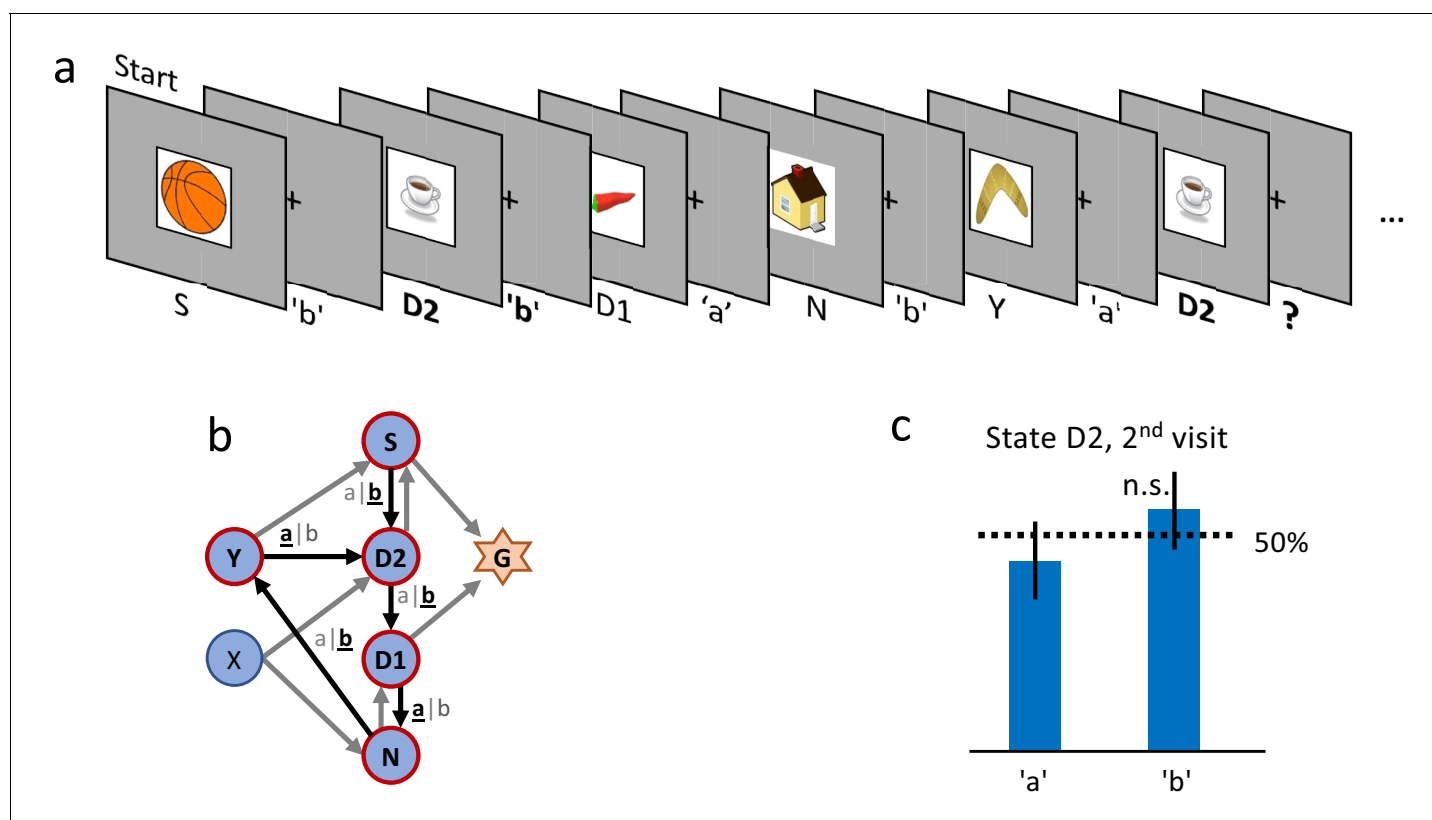 a
Start
S 'b' D2 'b' D1 ‘a’ N 'b' Y 'a' D2 ?
+ + + + + + ...
b
S
a|b
a|b
Y D2 G
a|b
a|b
X D1
a|b
N
c
State D2, 2nd visit
n.s.
50%
'a' 'b'